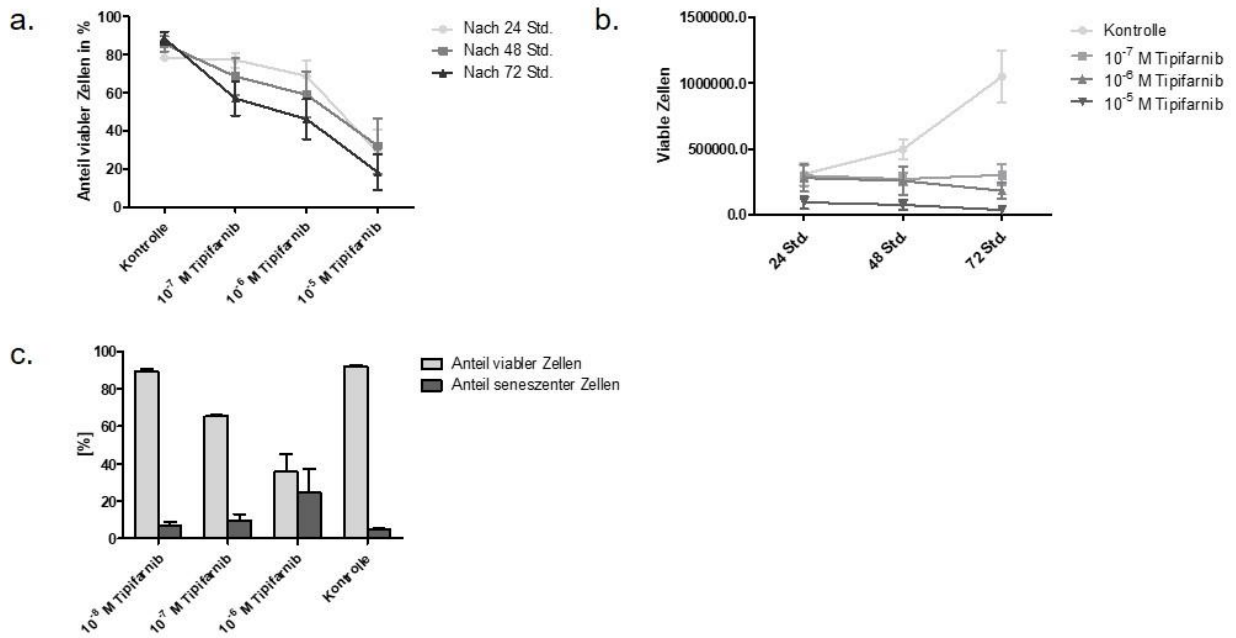 a.
Anteil viabler Zellen in %
100
80
60
40
20
0
Kontrolle
10-7 M Tipifarnib
10-6 M Tipifarnib
10-5 M Tipifarnib
Nach 24 Std.
Nach 48 Std.
Nach 72 Std.
b.
Viable Zellen
1500000.0
1000000.0
500000.0
0.0
24 Std.
48 Std.
72 Std.
Kontrolle
10-7 M Tipifarnib
10-6 M Tipifarnib
10-5 M Tipifarnib
c.
[%]
100
80
60
40
20
0
10-8 M Tipifarnib
10-7 M Tipifarnib
10-6 M Tipifarnib
Kontrolle
Anteil viabler Zellen
Anteil seneszenter Zellen